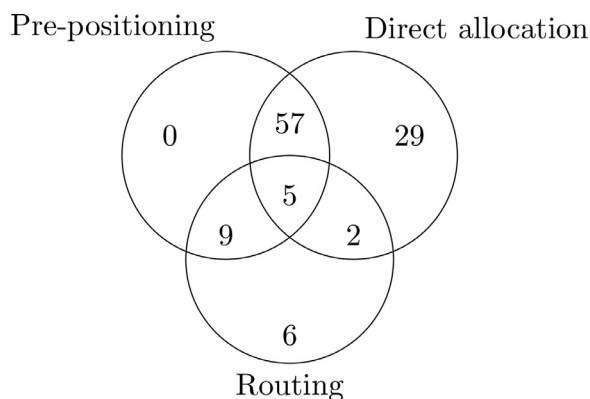 Pre-positioning
Direct allocation
0
57
29
5
9
2
6
Routing